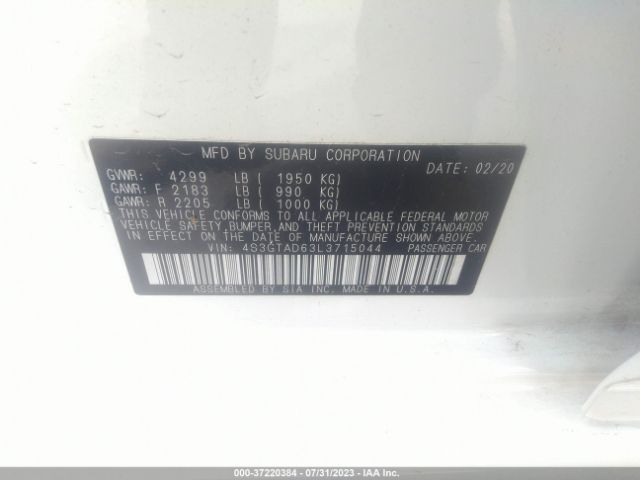 MFD BY SUBARU CORPORATION
DATE: 02/20
GVWR: 4299 LB ( 1950 KG)
GAWR: F 2183 LB ( 990 KG)
GAWR: R 2205 LB ( 1000 KG)
THIS VEHICLE CONFORMS TO ALL APPLICABLE FEDERAL MOTOR
VEHICLE SAFETY,BUMPER,AND THEFT PREVENTION STANDARDS
IN EFFECT ON THE DATE OF MANUFACTURE SHOWN ABOVE.
VIN: 4S3GTAD63L3715044 PASSENGER CAR
ASSEMBLED BY SIA INC. MADE IN U.S.A.
000-37220384 - 07/31/2023 - IAA Inc.